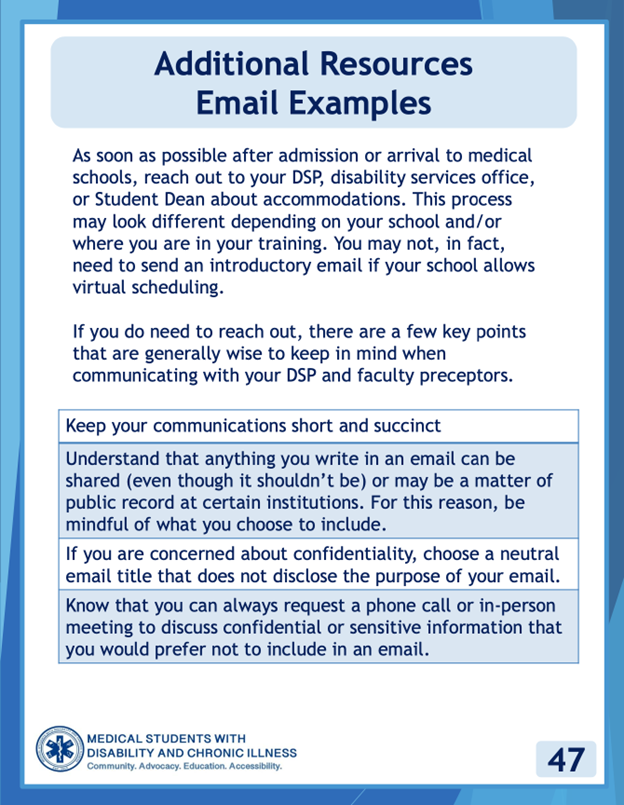 Additional Resources
Email Examples
As soon as possible after admission or arrival to medical
schools, reach out to your DSP, disability services office,
or Student Dean about accommodations. This process
may look different depending on your school and/or
where you are in your training. You may not, in fact,
need to send an introductory email if your school allows
virtual scheduling.
If you do need to reach out, there are a few key points
that are generally wise to keep in mind when
communicating with your DSP and faculty preceptors.
Keep your communications short and succinct
Understand that anything you write in an email can be
shared (even though it shouldn't be) or may be a matter of
public record at certain institutions. For this reason, be
mindful of what you choose to include.
If you are concerned about confidentiality, choose a neutral
email title that does not disclose the purpose of your email.
Know that you can always request a phone call or in-person
meeting to discuss confidential or sensitive information that
you would prefer not to include in an email.
MEDICAL STUDENTS WITH
DISABILITY AND CHRONIC ILLNESS
Community. Advocacy. Education. Accessibility.
47